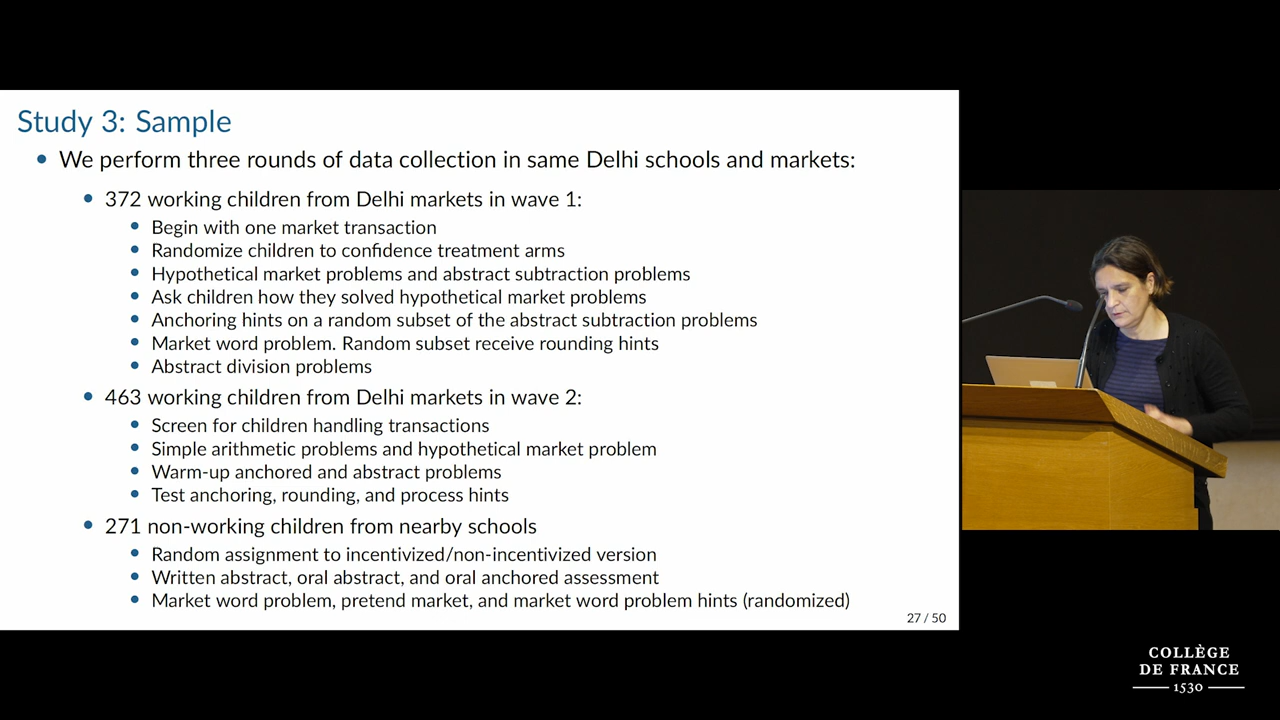 Study 3: Sample
We perform three rounds of data collection in same Delhi schools and markets:
372 working children from Delhi markets in wave 1:
Begin with one market transaction
Randomize children to confidence treatment arms
Hypothetical market problems and abstract subtraction problems
Ask children how they solved hypothetical market problems
Anchoring hints on a random subset of the abstract subtraction problems
Market word problem. Random subset receive rounding hints
Abstract division problems
463 working children from Delhi markets in wave 2:
Screen for children handling transactions
Simple arithmetic problems and hypothetical market problem
Warm-up anchored and abstract problems
Test anchoring, rounding, and process hints
271 non-working children from nearby schools
Random assignment to incentivized/non-incentivized version
Written abstract, oral abstract, and oral anchored assessment
Market word problem, pretend market, and market word problem hints (randomized)
27 / 50
COLLÈGE
DE FRANCE
1530